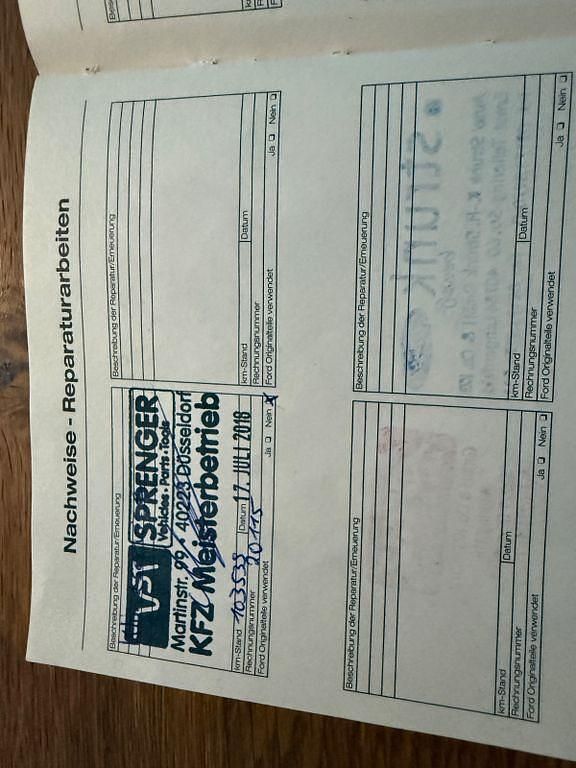 Nachweise - Reparaturarbeiten
Beschreibung der Reparatur/Erneuerung
VST SPRENGER
Vehicles · Parts · Tools
Martinstr. 99 / 40223 Düsseldorf
KFZ-Meisterbetrieb
km-Stand 103538 Datum 17. JULI 2018
Rechnungsnummer 20115
Ford Originalteile verwendet Ja Nein x
Beschreibung der Reparatur/Erneuerung
km-Stand Datum
Rechnungsnummer
Ford Originalteile verwendet Ja Nein
Beschreibung der Reparatur/Erneuerung
km-Stand Datum
Rechnungsnummer
Ford Originalteile verwendet Ja Nein
Beschreibung der Reparatur/Erneuerung
km-Stand Datum
Rechnungsnummer
Ford Originalteile verwendet Ja Nein